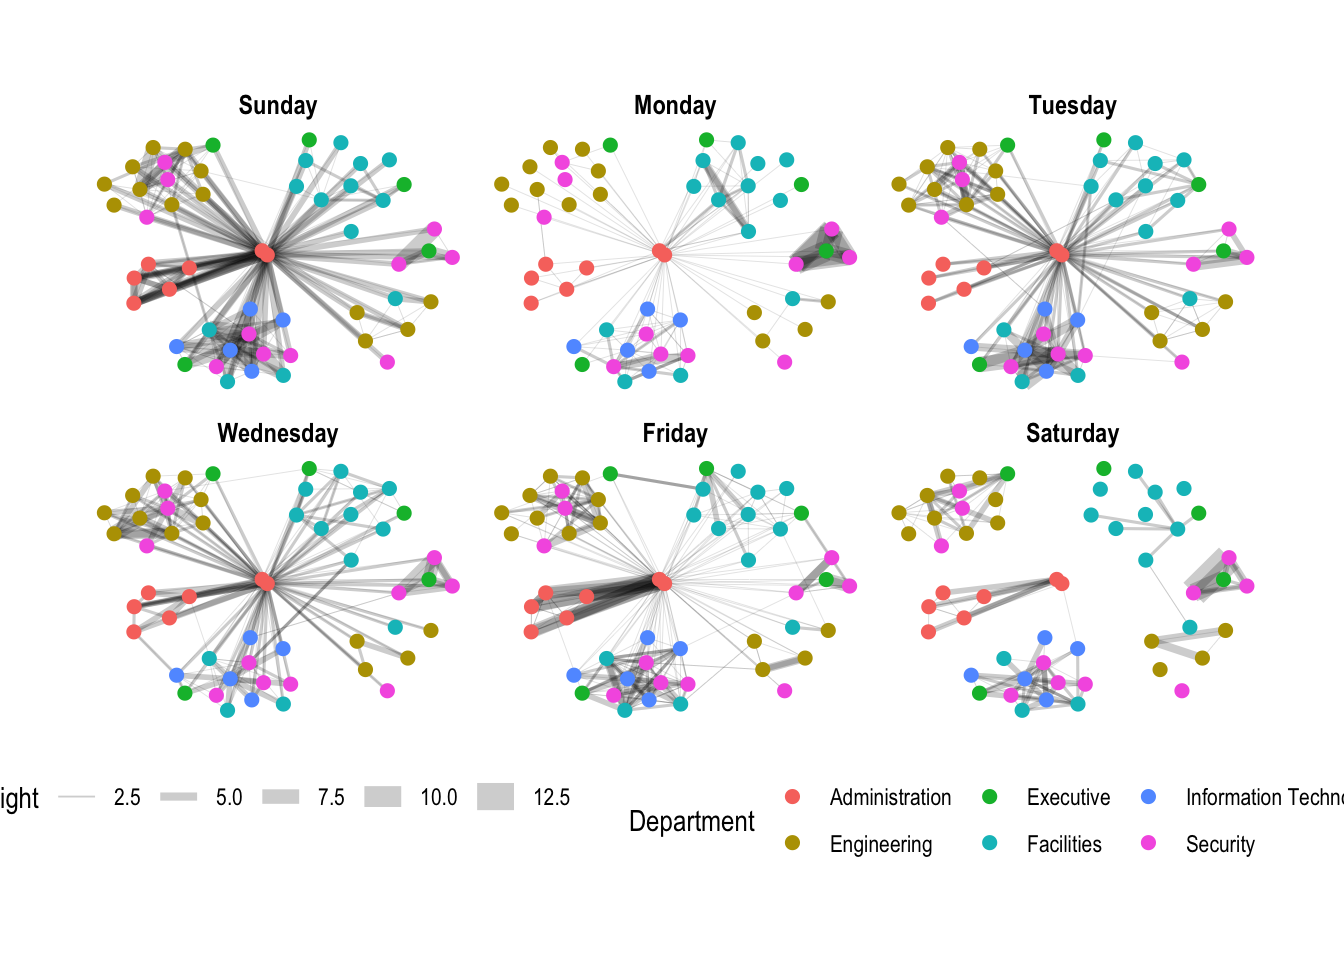 Sunday Monday Tuesday
Wednesday Friday Saturday
ight 2.5 5.0 7.5 10.0 12.5
Department
Administration Executive Information Techno
Engineering Facilities Security